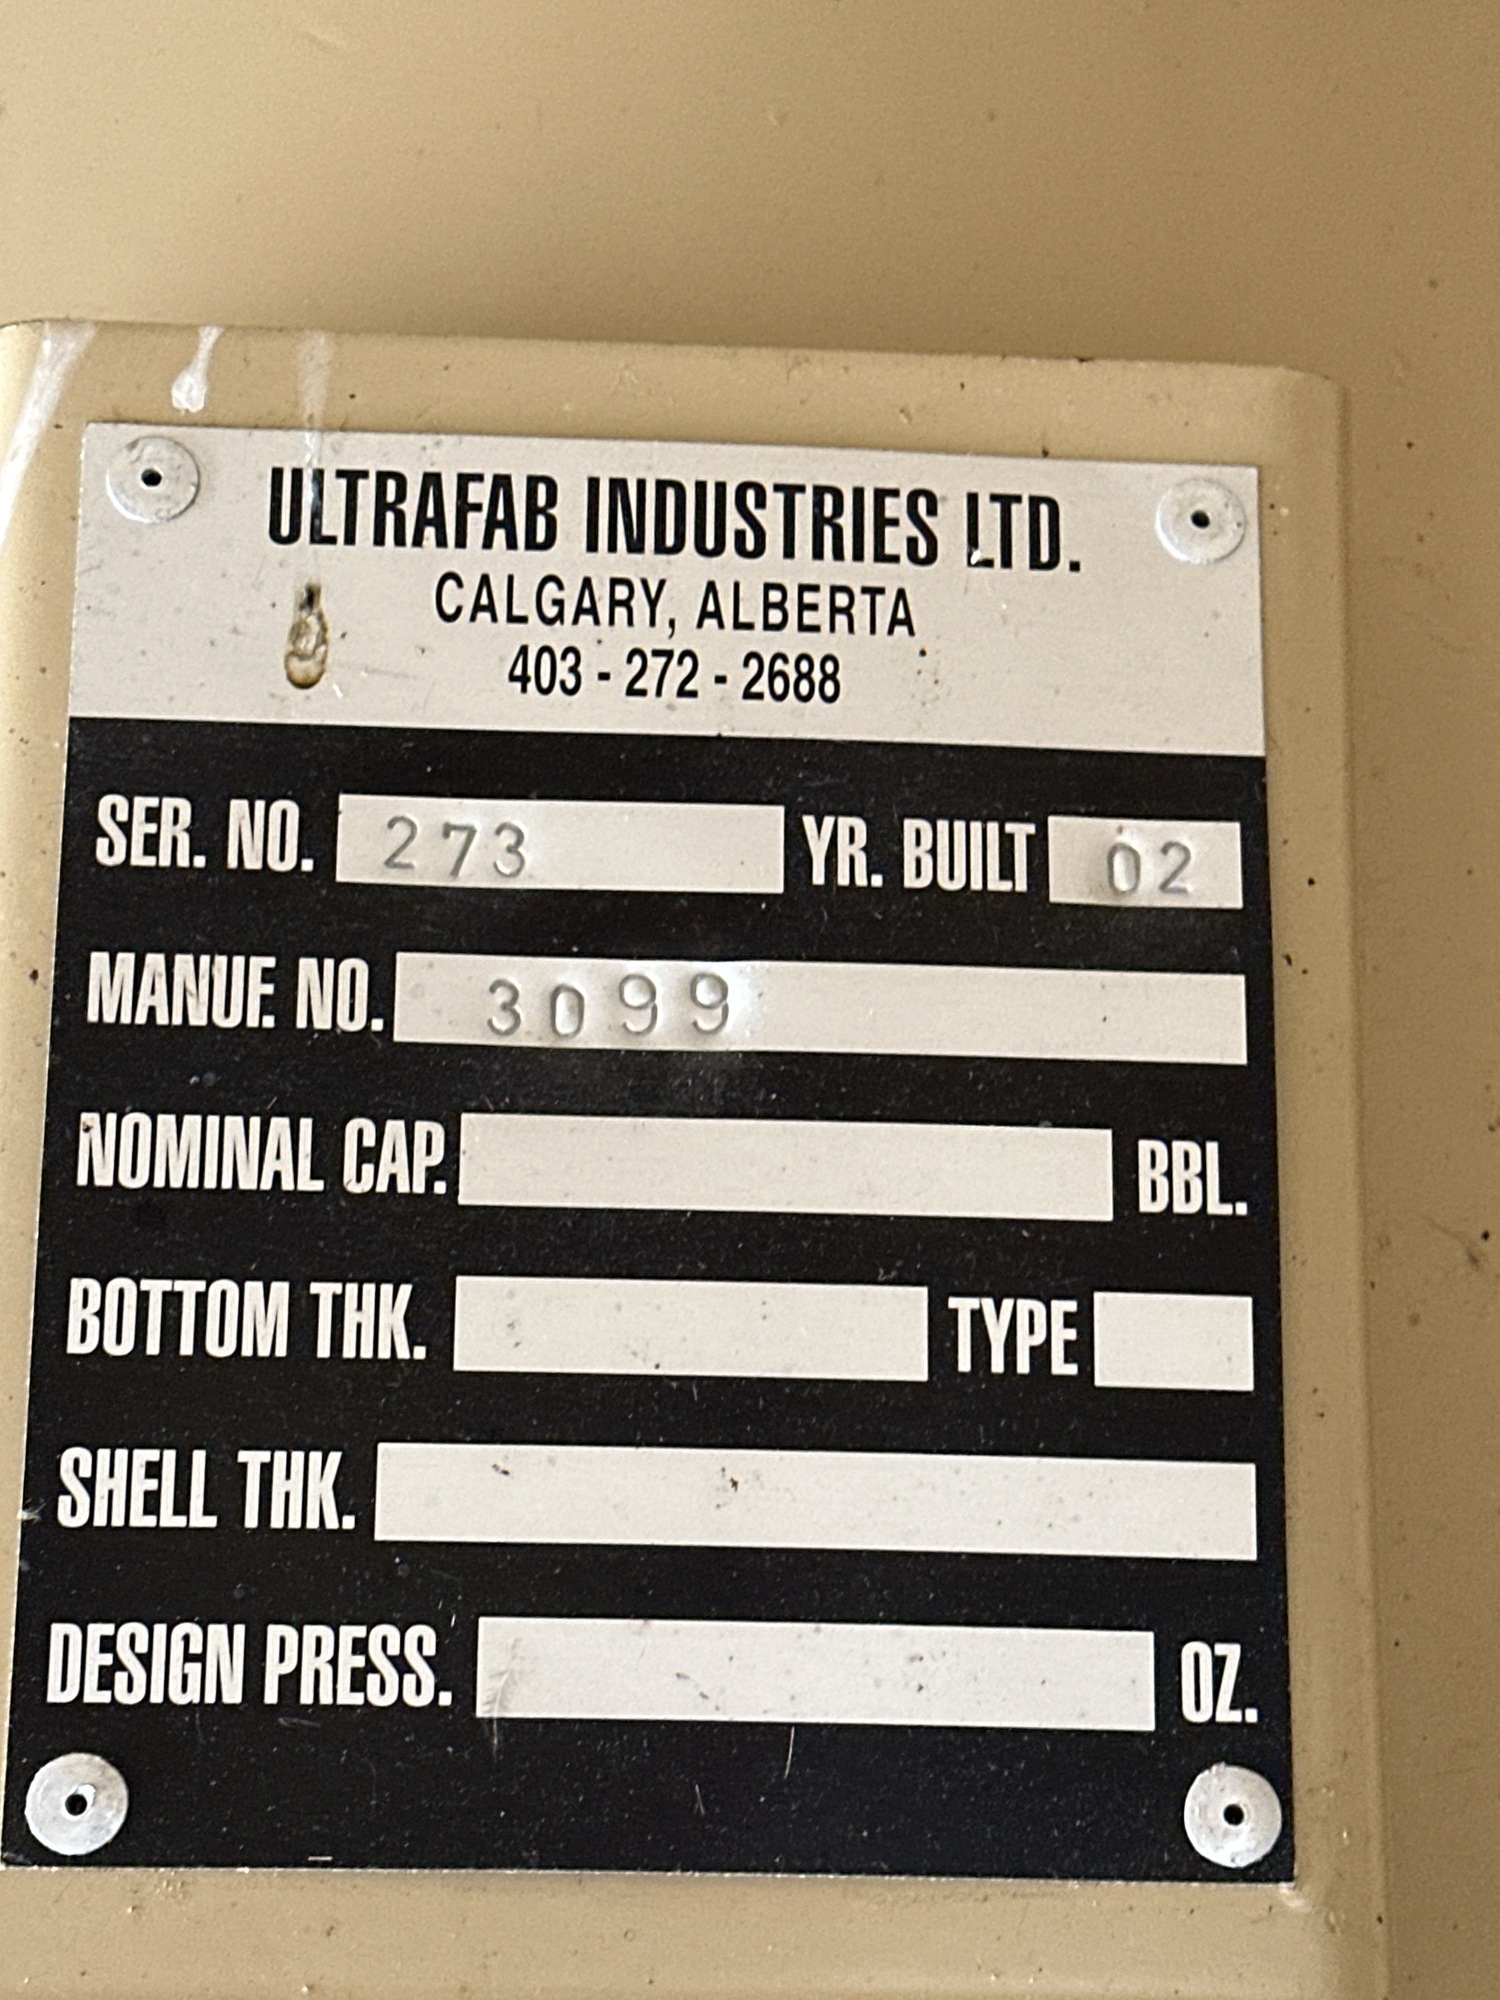 ULTRAFAB INDUSTRIES LTD.
CALGARY, ALBERTA
403 - 272 - 2688
SER. NO. 273 YR. BUILT 02
MANUF. NO. 3099
NOMINAL CAP. BBL.
BOTTOM THK. TYPE
SHELL THK.
DESIGN PRESS. OZ.